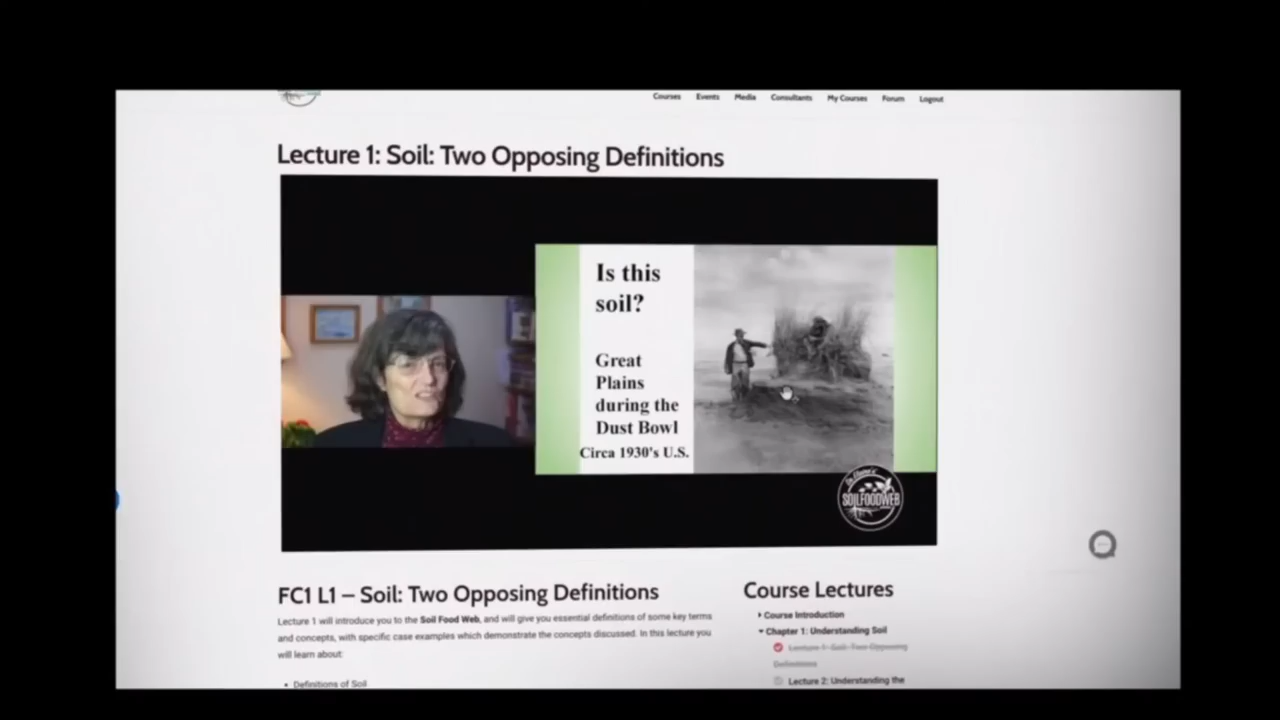 Courses Events Media Consultants My Courses Forum Logout
Lecture 1: Soil: Two Opposing Definitions
Is this
soil?
Great
Plains
during the
Dust Bowl
Circa 1930's U.S.
Dr. Elaine's
SOILFOODWEB
FC1 L1 – Soil: Two Opposing Definitions
Lecture 1 will introduce you to the Soil Food Web, and will give you essential definitions of some key terms
and concepts, with specific case examples which demonstrate the concepts discussed. In this lecture you
will learn about:
• Definitions of Soil
Course Lectures
Course Introduction
Chapter 1: Understanding Soil
Lecture 1: Soil: Two Opposing
Definitions
Lecture 2: Understanding the